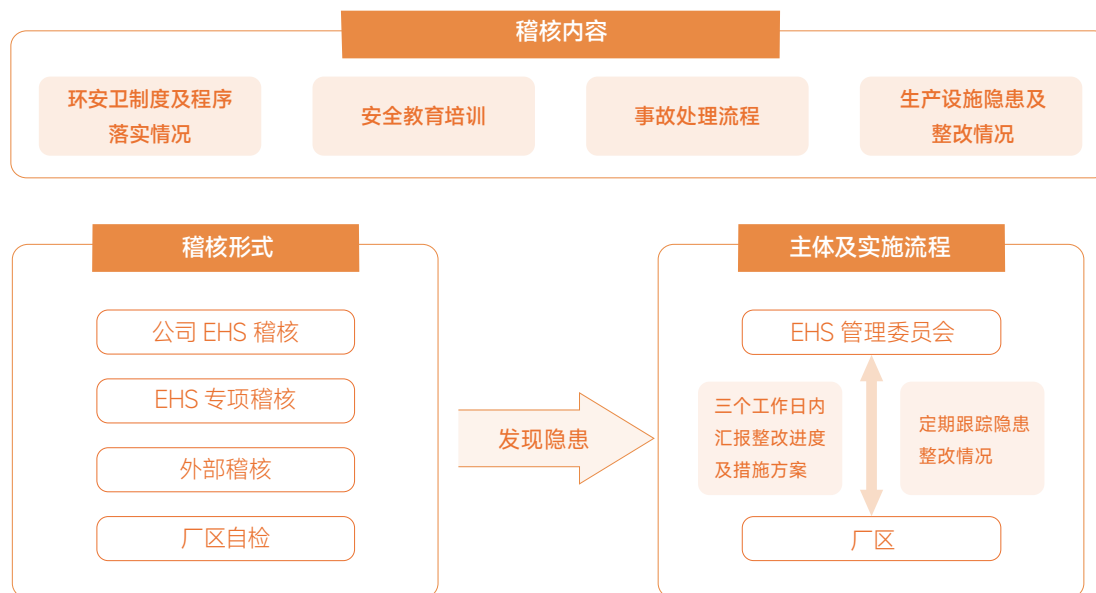 稽核内容
环安卫制度及程序
落实情况
安全教育培训
事故处理流程
生产设施隐患及
整改情况
稽核形式
公司 EHS 稽核
EHS 专项稽核
外部稽核
厂区自检
发现隐患
主体及实施流程
EHS 管理委员会
三个工作日内
汇报整改进度
及措施方案
定期跟踪隐患
整改情况
厂区